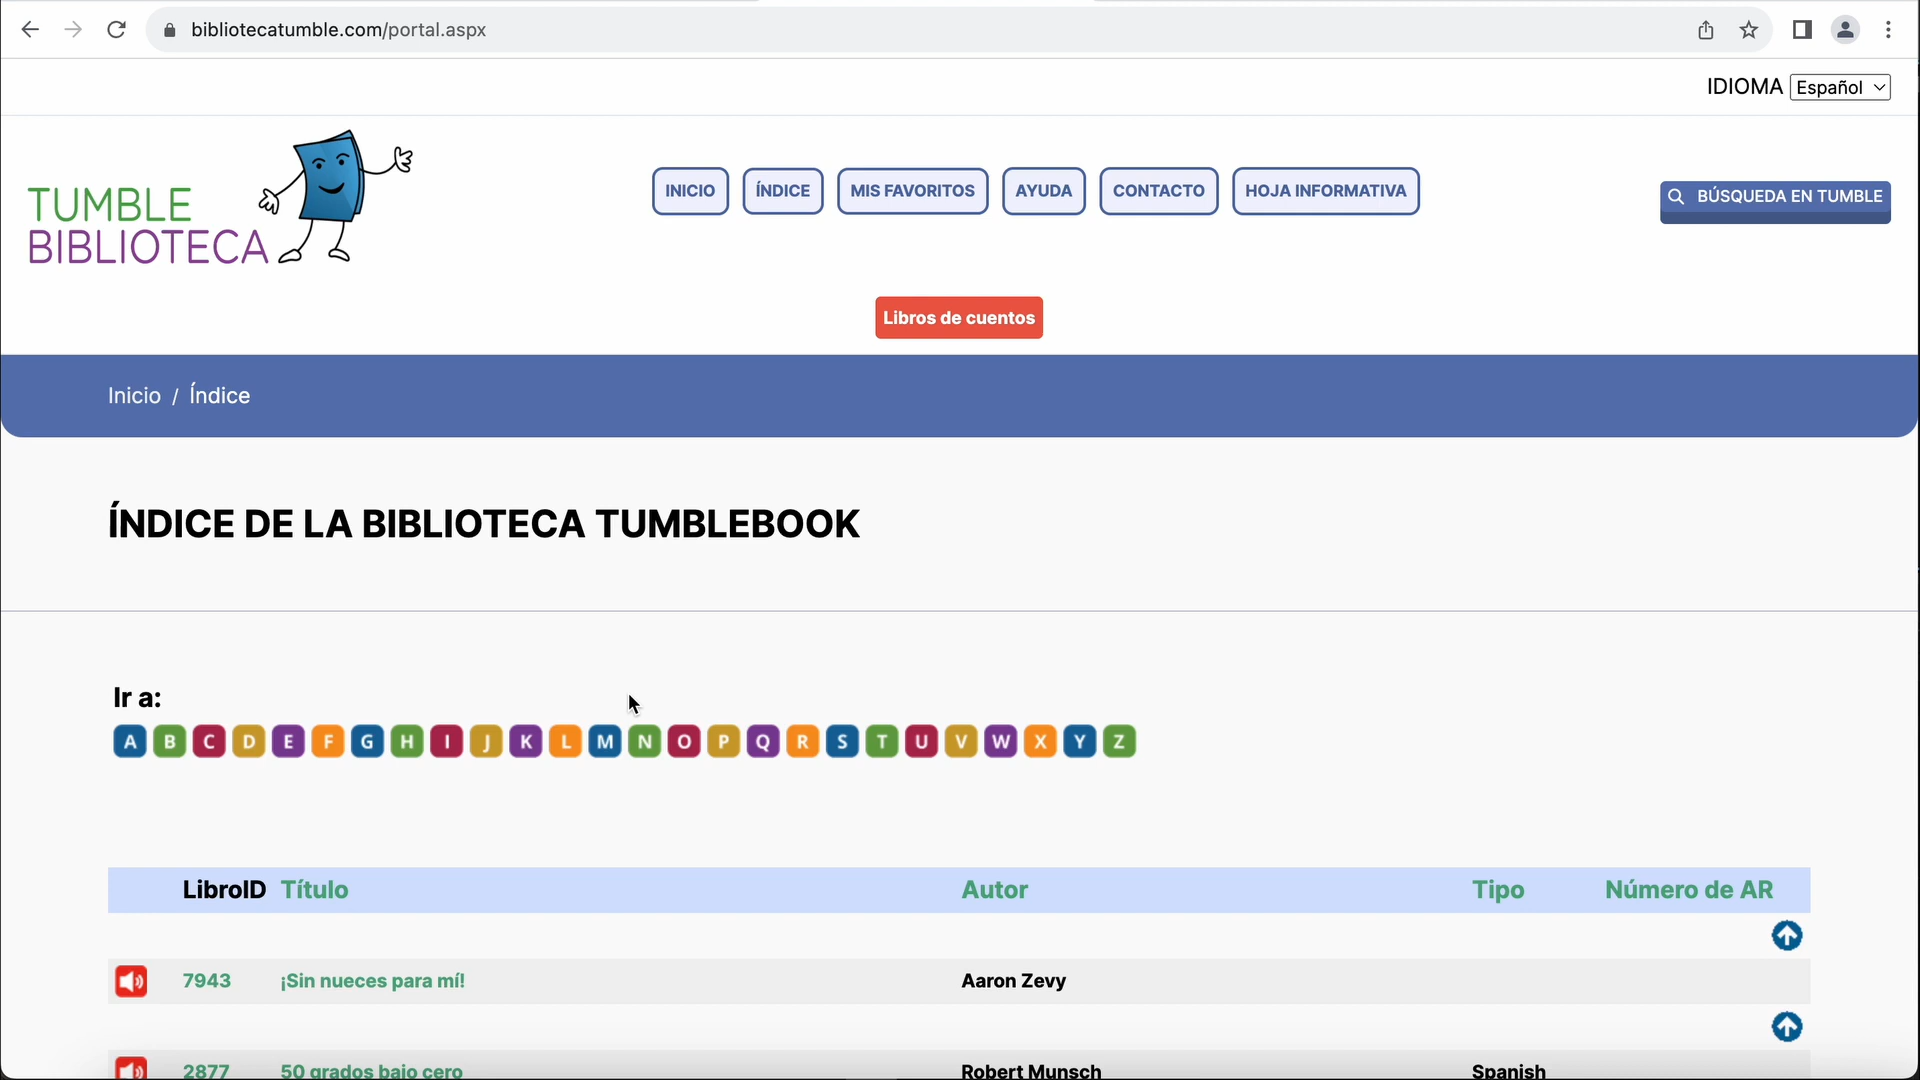 bibliotecatumble.com/portal.aspx
IDIOMA Español
TUMBLE
BIBLIOTECA
INICIO ÍNDICE MIS FAVORITOS AYUDA CONTACTO HOJA INFORMATIVA
BÚSQUEDA EN TUMBLE
Libros de cuentos
Inicio / Índice
ÍNDICE DE LA BIBLIOTECA TUMBLEBOOK
Ir a:
A B C D E F G H I J K L M N O P Q R S T U V W X Y Z
LibroID Título Autor Tipo Número de AR
7943 ¡Sin nueces para mí! Aaron Zevy
2877 50 grados bajo cero Robert Munsch Spanish